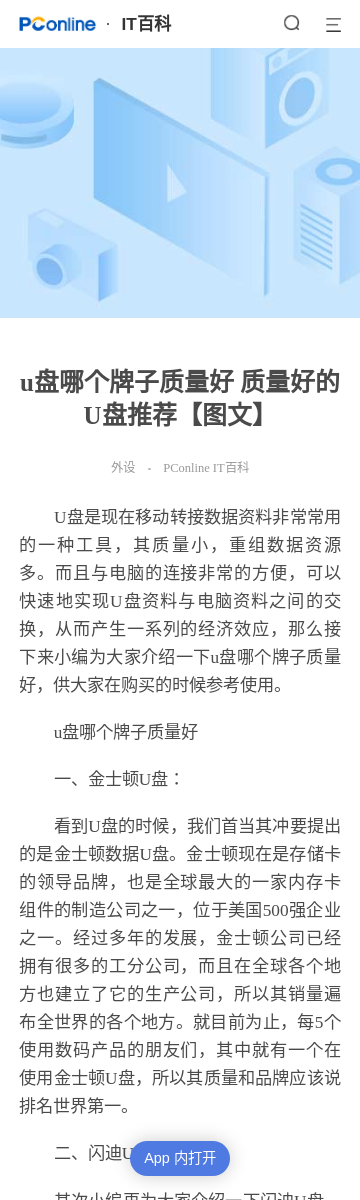 PConline · IT百科
u盘哪个牌子质量好 质量好的
U盘推荐【图文】
外设 · PConline IT百科
U盘是现在移动转接数据资料非常常用
的一种工具，其质量小，重组数据资源
多。而且与电脑的连接非常的方便，可以
快速地实现U盘资料与电脑资料之间的交
换，从而产生一系列的经济效应，那么接
下来小编为大家介绍一下u盘哪个牌子质量
好，供大家在购买的时候参考使用。
u盘哪个牌子质量好
一、金士顿U盘：
看到U盘的时候，我们首当其冲要提出
的是金士顿数据U盘。金士顿现在是存储卡
的领导品牌，也是全球最大的一家内存卡
组件的制造公司之一，位于美国500强企业
之一。经过多年的发展，金士顿公司已经
拥有很多的工分公司，而且在全球各个地
方也建立了它的生产公司，所以其销量遍
布全世界的各个地方。就目前为止，每5个
使用数码产品的朋友们，其中就有一个在
使用金士顿U盘，所以其质量和品牌应该说
排名世界第一。
二、闪迪U
App 内打开
其次小编再为大家介绍一下闪迪U盘